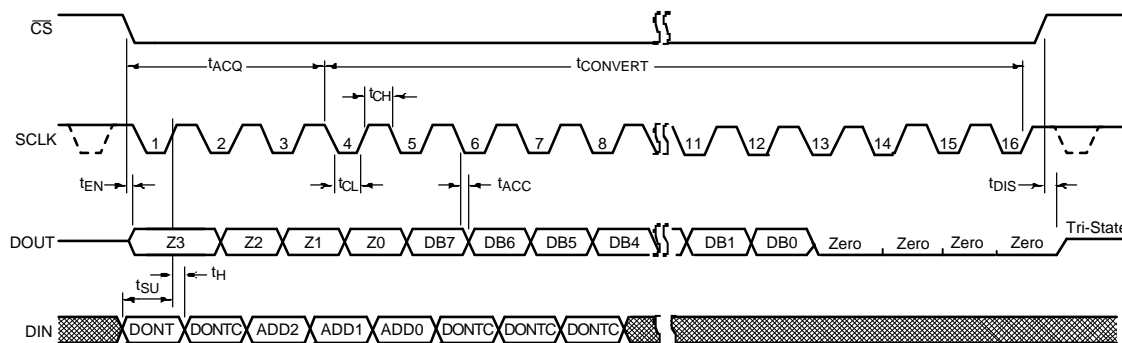 CS
tACQ
tCONVERT
tCH
SCLK
1 2 3 4 5 6 7 8 11 12 13 14 15 16
tEN
tCL
tACC
tDIS
DOUT
Z3 Z2 Z1 Z0 DB7 DB6 DB5 DB4 DB1 DB0 Zero Zero Zero Zero
Tri-State
tSU
tH
DIN
DONT DONTC ADD2 ADD1 ADD0 DONTC DONTC DONTC